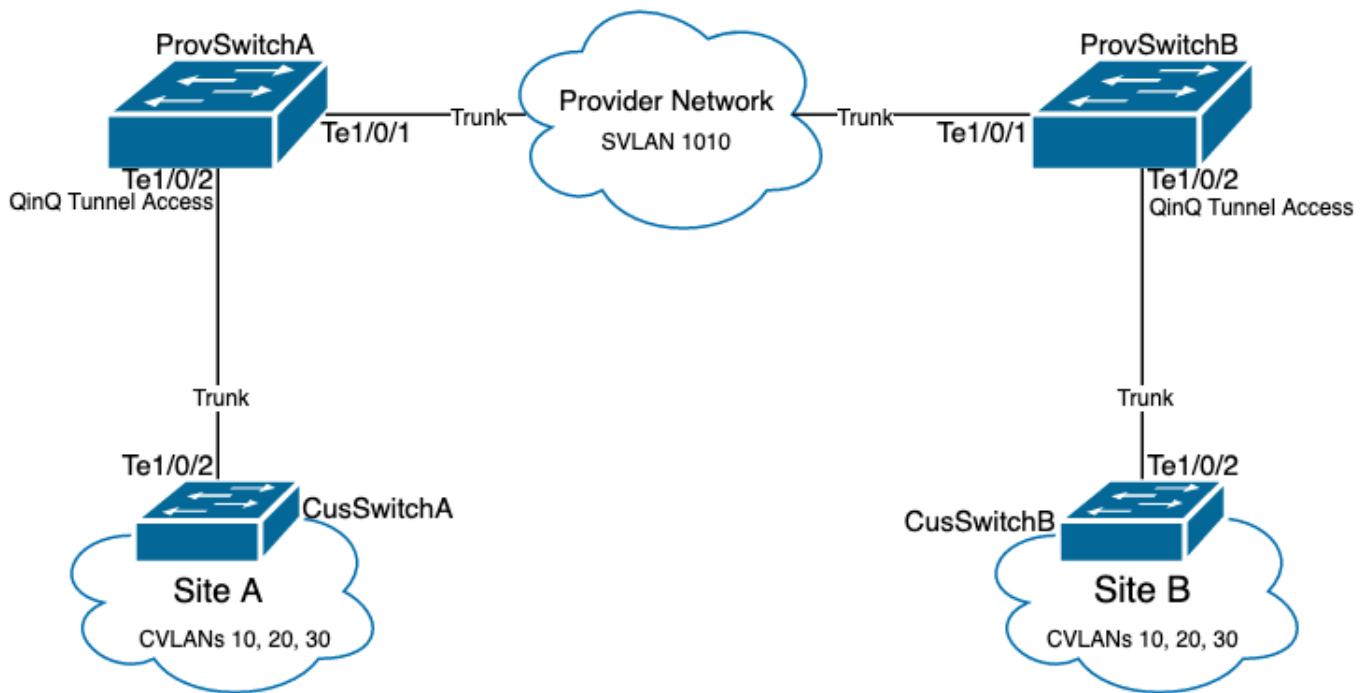 ProvSwitchA
ProvSwitchB
Provider Network
SVLAN 1010
Trunk
Trunk
Te1/0/1
Te1/0/1
Te1/0/2
QinQ Tunnel Access
Te1/0/2
QinQ Tunnel Access
Trunk
Trunk
Te1/0/2
Te1/0/2
CusSwitchA
CusSwitchB
Site A
CVLANs 10, 20, 30
Site B
CVLANs 10, 20, 30